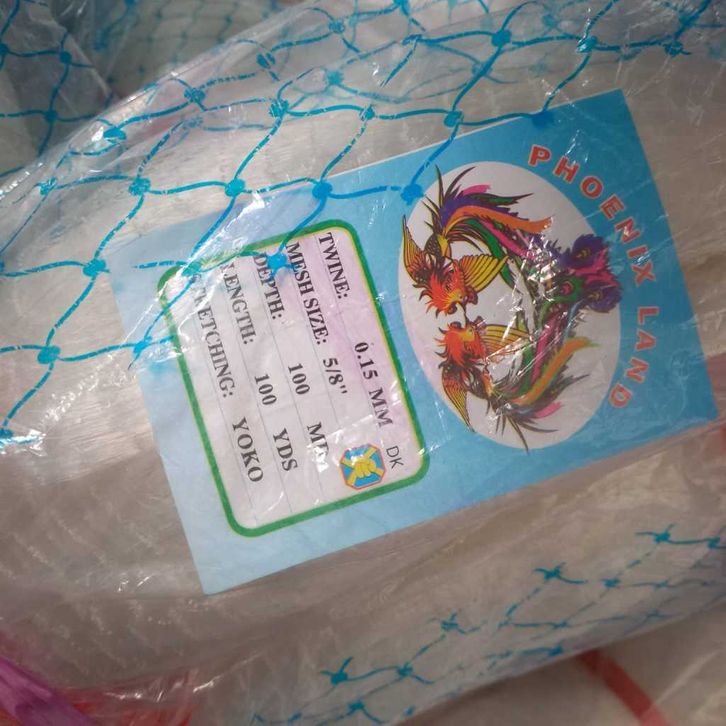 PHOENIX LAND
TWINE: 0.15 MM DK
MESH SIZE: 5/8"
DEPTH: 100
LENGTH: 100 YDS
YOKO